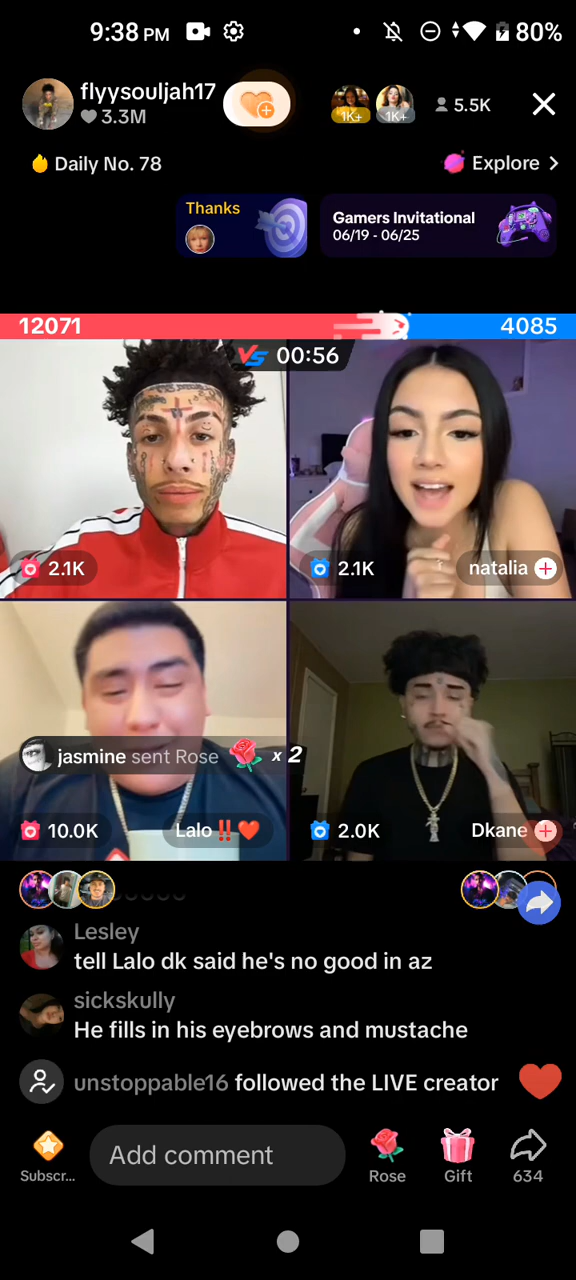 9:38 PM
80%
flyysouljah17
3.3M
1K+
1K+
5.5K
Daily No. 78
Explore >
Thanks
Gamers Invitational
06/19 - 06/25
12071
4085
VS 00:56
2.1K
2.1K
natalia
jasmine sent Rose x 2
10.0K
Lalo‼️❤️
2.0K
Dkane
Lesley
tell Lalo dk said he's no good in az
sickskully
He fills in his eyebrows and mustache
unstoppable16 followed the LIVE creator
Subscr...
Add comment
Rose
Gift
634